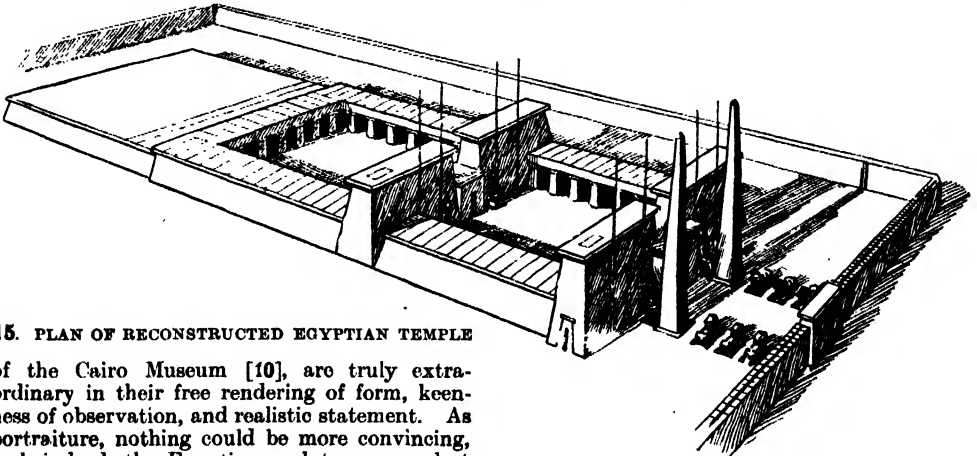 15. PLAN OF RECONSTRUCTED EGYPTIAN TEMPLE
of the Cairo Museum [10], are truly extra-
ordinary in their free rendering of form, keen-
ness of observation, and realistic statement. As
portraiture, nothing could be more convincing,